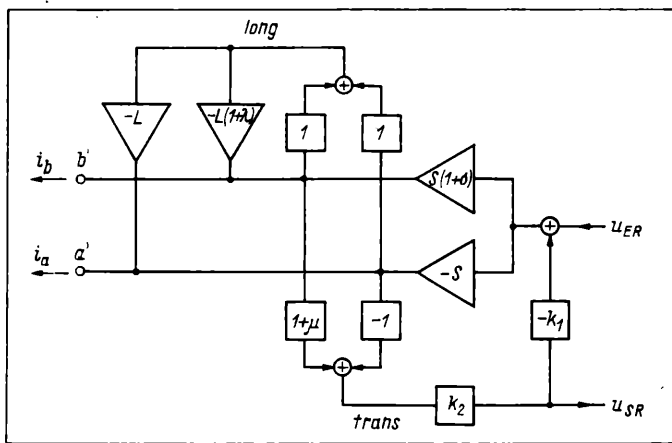 long
-L
-L(1+λ)
1
1
i_b
b'
S(1+σ)
u_ER
i_a
a'
-S
1+μ
-1
-k_1
trans
k_2
u_SR